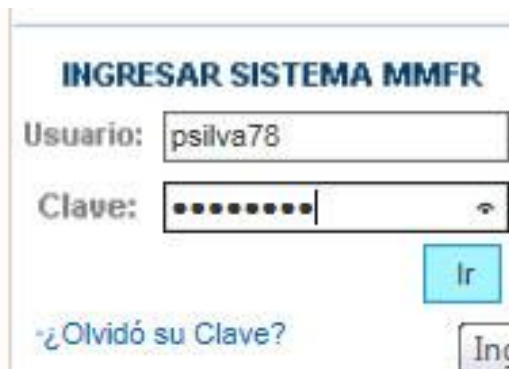 INGRESAR SISTEMA MMFR
Usuario: psilva78
Clave: ●●●●●●●●
Ir
-¿Olvidó su Clave?